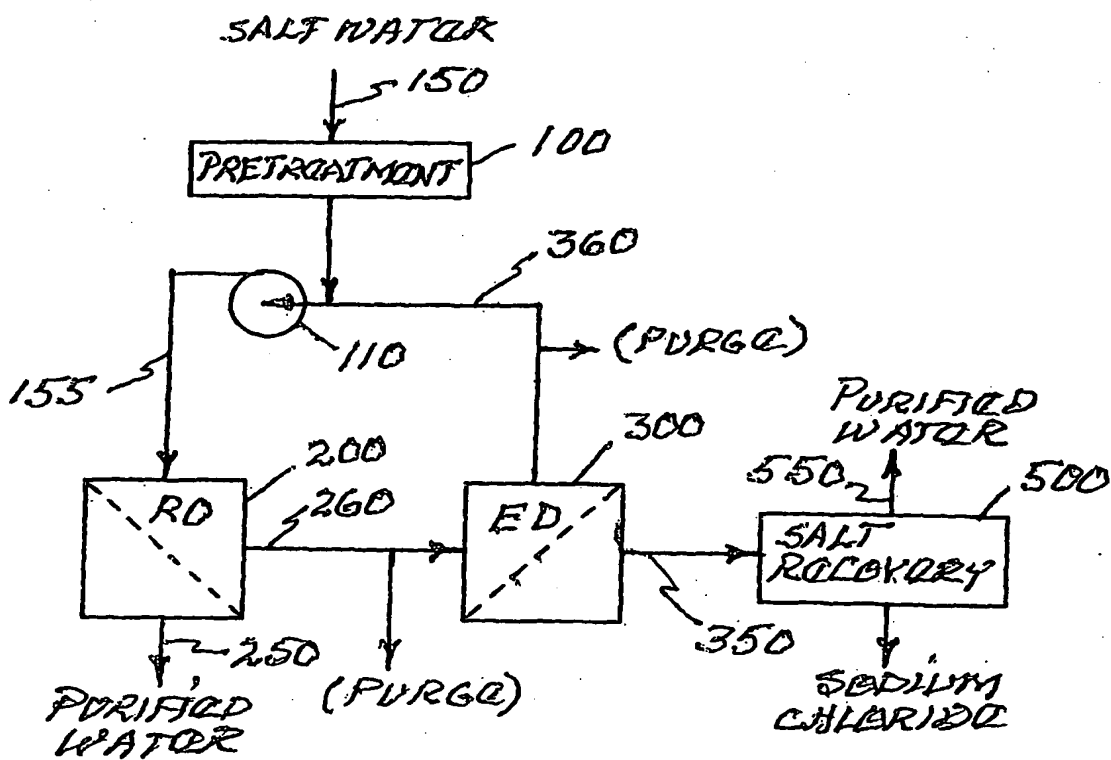 SALT WATER
150
PRETREATMENT
100
360
110
(PURGE)
155
PURIFIED
WATER
300
200
550
500
RO
260
ED
SALT
RECOVERY
350
250
(PURGE)
PURIFIED
WATER
SODIUM
CHLORIDE